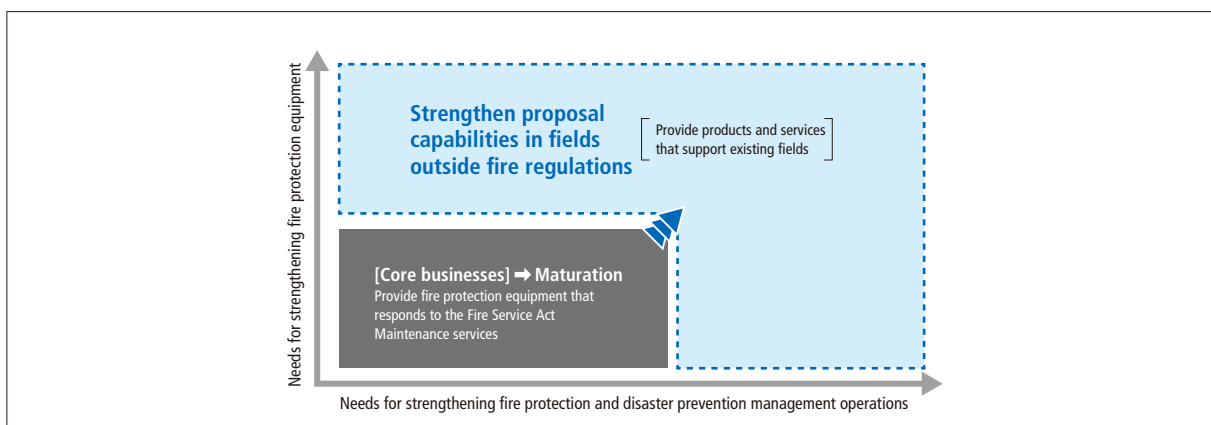 Needs for strengthening fire protection equipment
Strengthen proposal
capabilities in fields
outside fire regulations
Provide products and services
that support existing fields
[Core businesses] ➡ Maturation
Provide fire protection equipment that
responds to the Fire Service Act
Maintenance services
Needs for strengthening fire protection and disaster prevention management operations